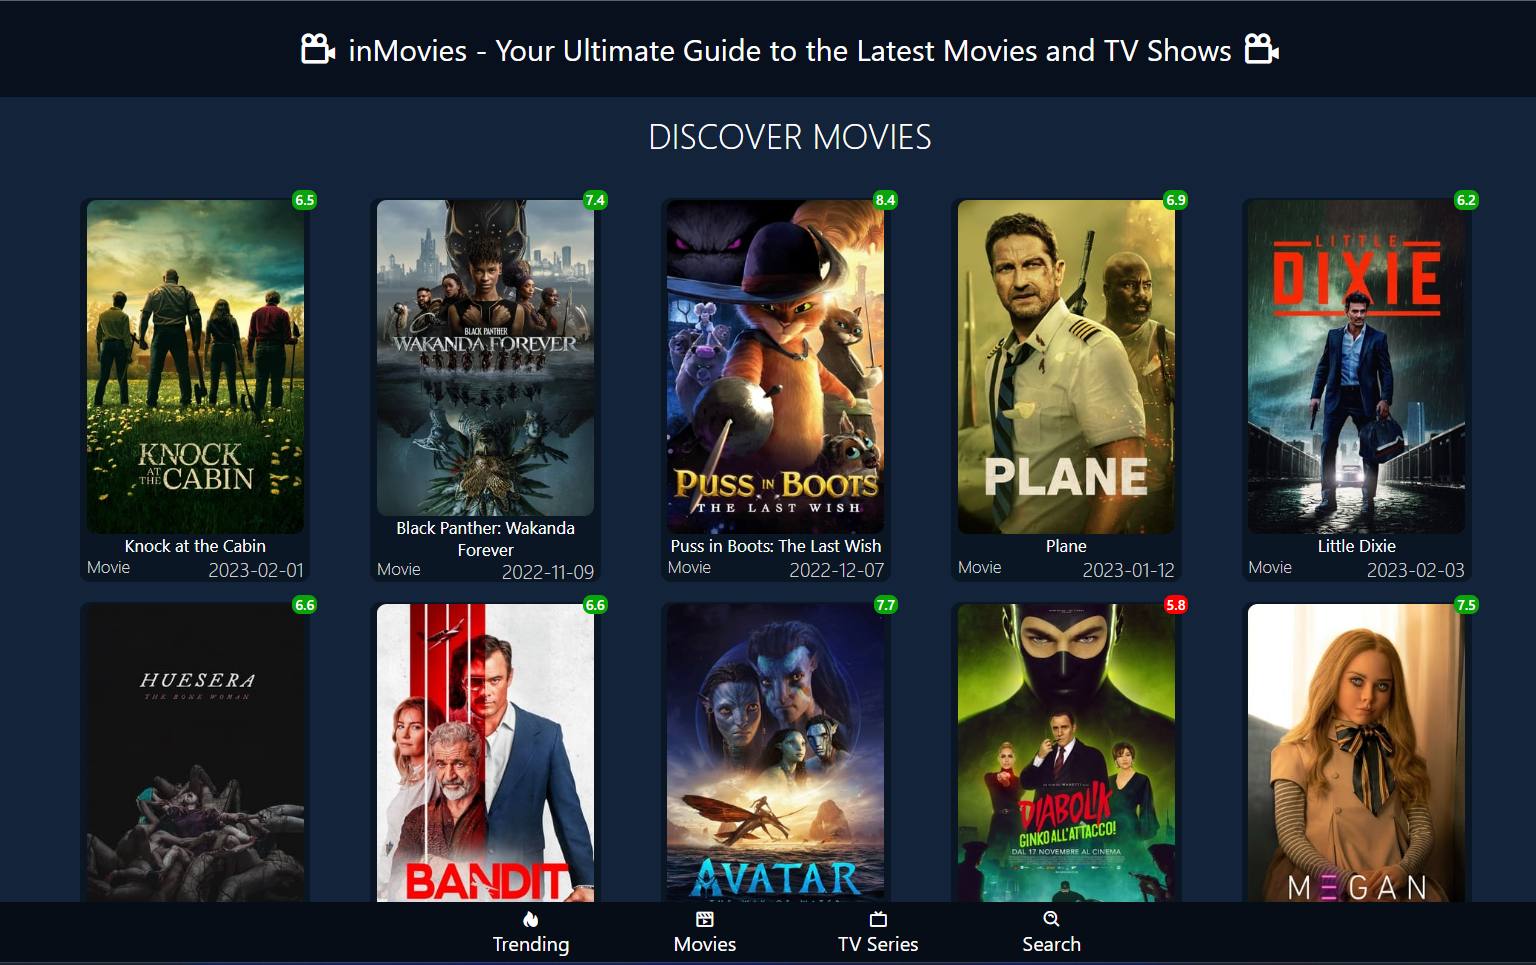 inMovies - Your Ultimate Guide to the Latest Movies and TV Shows
DISCOVER MOVIES
6.5
7.4
8.4
6.9
6.2
KNOCK
AT THE CABIN
BLACK PANTHER
WAKANDA FOREVER
PUSS IN BOOTS
THE LAST WISH
PLANE
LITTLE
DIXIE
Knock at the Cabin
Movie 2023-02-01
Black Panther: Wakanda
Forever
Movie 2022-11-09
Puss in Boots: The Last Wish
Movie 2022-12-07
Plane
Movie 2023-01-12
Little Dixie
Movie 2023-02-03
6.6
6.6
7.7
5.8
7.5
HUESERA
THE BONE WOMAN
BANDIT
AVATAR
DIABOLIK
GINKO ALL'ATTACCO!
DAL 17 NOVEMBRE AL CINEMA
M3GAN
Trending
Movies
TV Series
Search